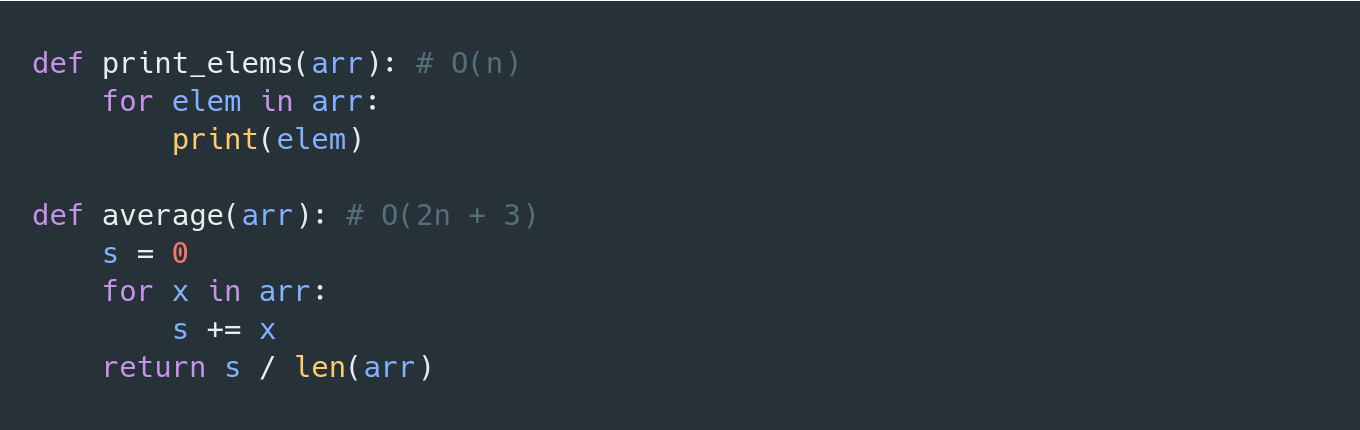 def print_elems(arr): # O(n)
    for elem in arr:
        print(elem)

def average(arr): # O(2n + 3)
    s = 0
    for x in arr:
        s += x
    return s / len(arr)